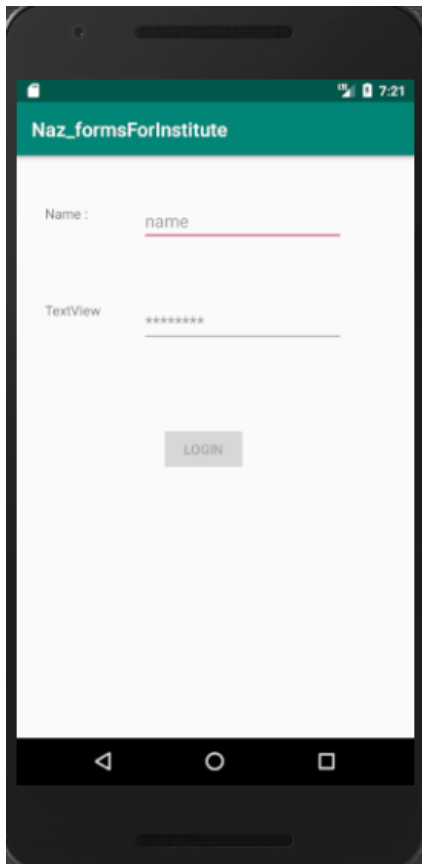 7:21
Naz_formsForInstitute
Name :
name
TextView
********
LOGIN